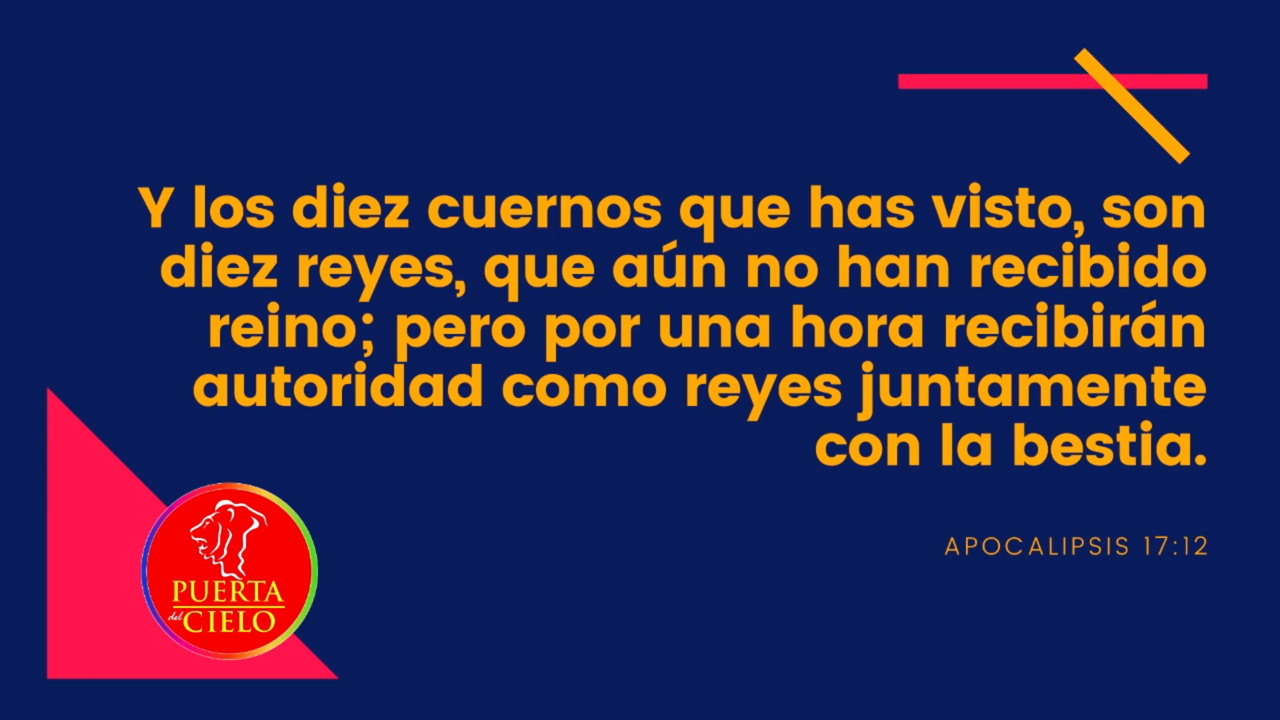 Y los diez cuernos que has visto, son
diez reyes, que aún no han recibido
reino; pero por una hora recibirán
autoridad como reyes juntamente
con la bestia.
APOCALIPSIS 17:12
PUERTA
del CIELO